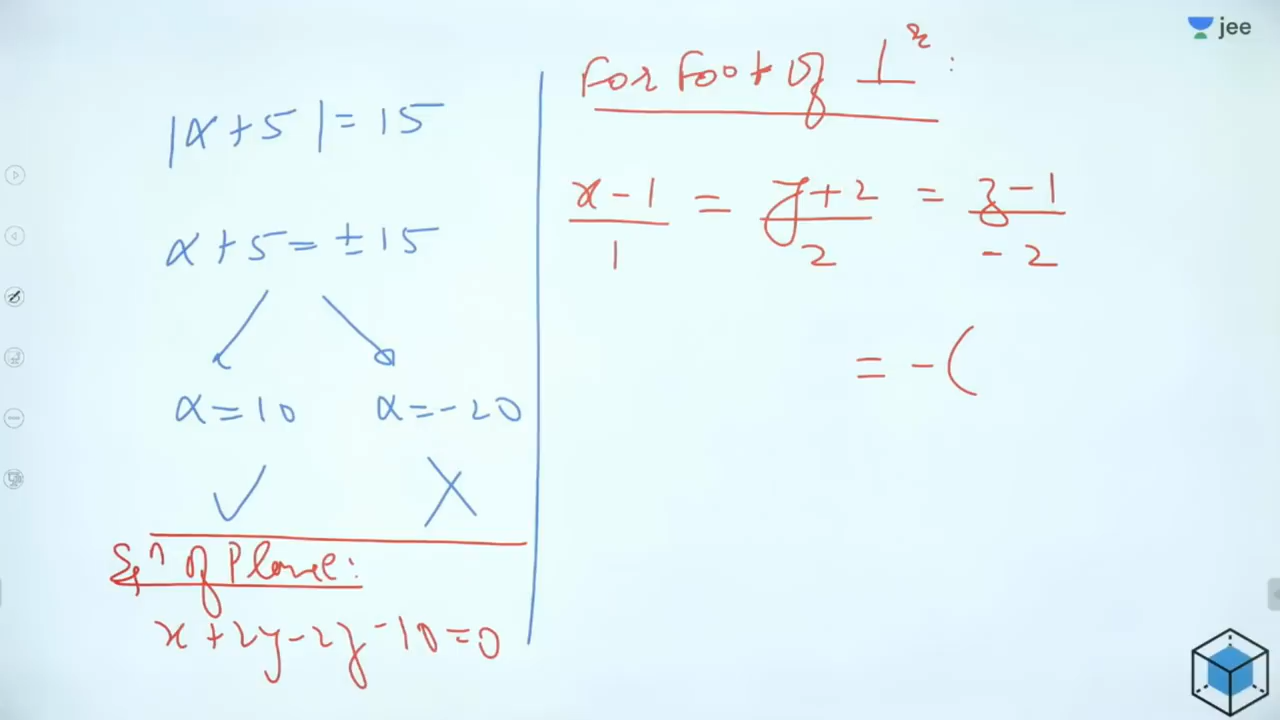 |α+5|=15
α+5=±15
α=10 α=-20
Eqn of Plane:
x+2y-2z-10=0
For Foot of ⊥r:
x-1/1 = y+2/2 = z-1/-2
= -(
jee